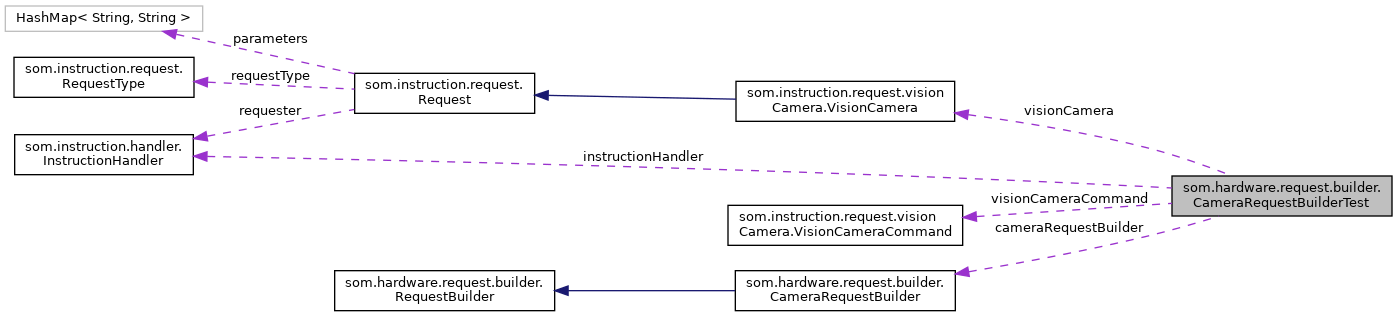 HashMap< String, String >
parameters
som.instruction.request.
RequestType
requestType
som.instruction.request.
Request
requester
som.instruction.handler.
InstructionHandler
som.instruction.request.vision
Camera.VisionCamera
visionCamera
instructionHandler
som.hardware.request.builder.
CameraRequestBuilderTest
visionCameraCommand
som.instruction.request.vision
Camera.VisionCameraCommand
cameraRequestBuilder
som.hardware.request.builder.
RequestBuilder
som.hardware.request.builder.
CameraRequestBuilder